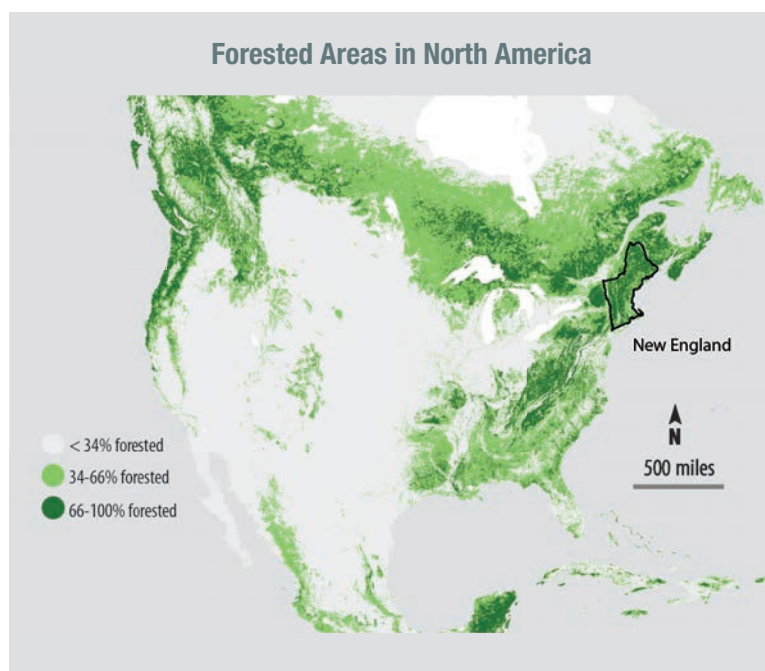 Forested Areas in North America
New England
< 34% forested
34-66% forested
66-100% forested
N
500 miles